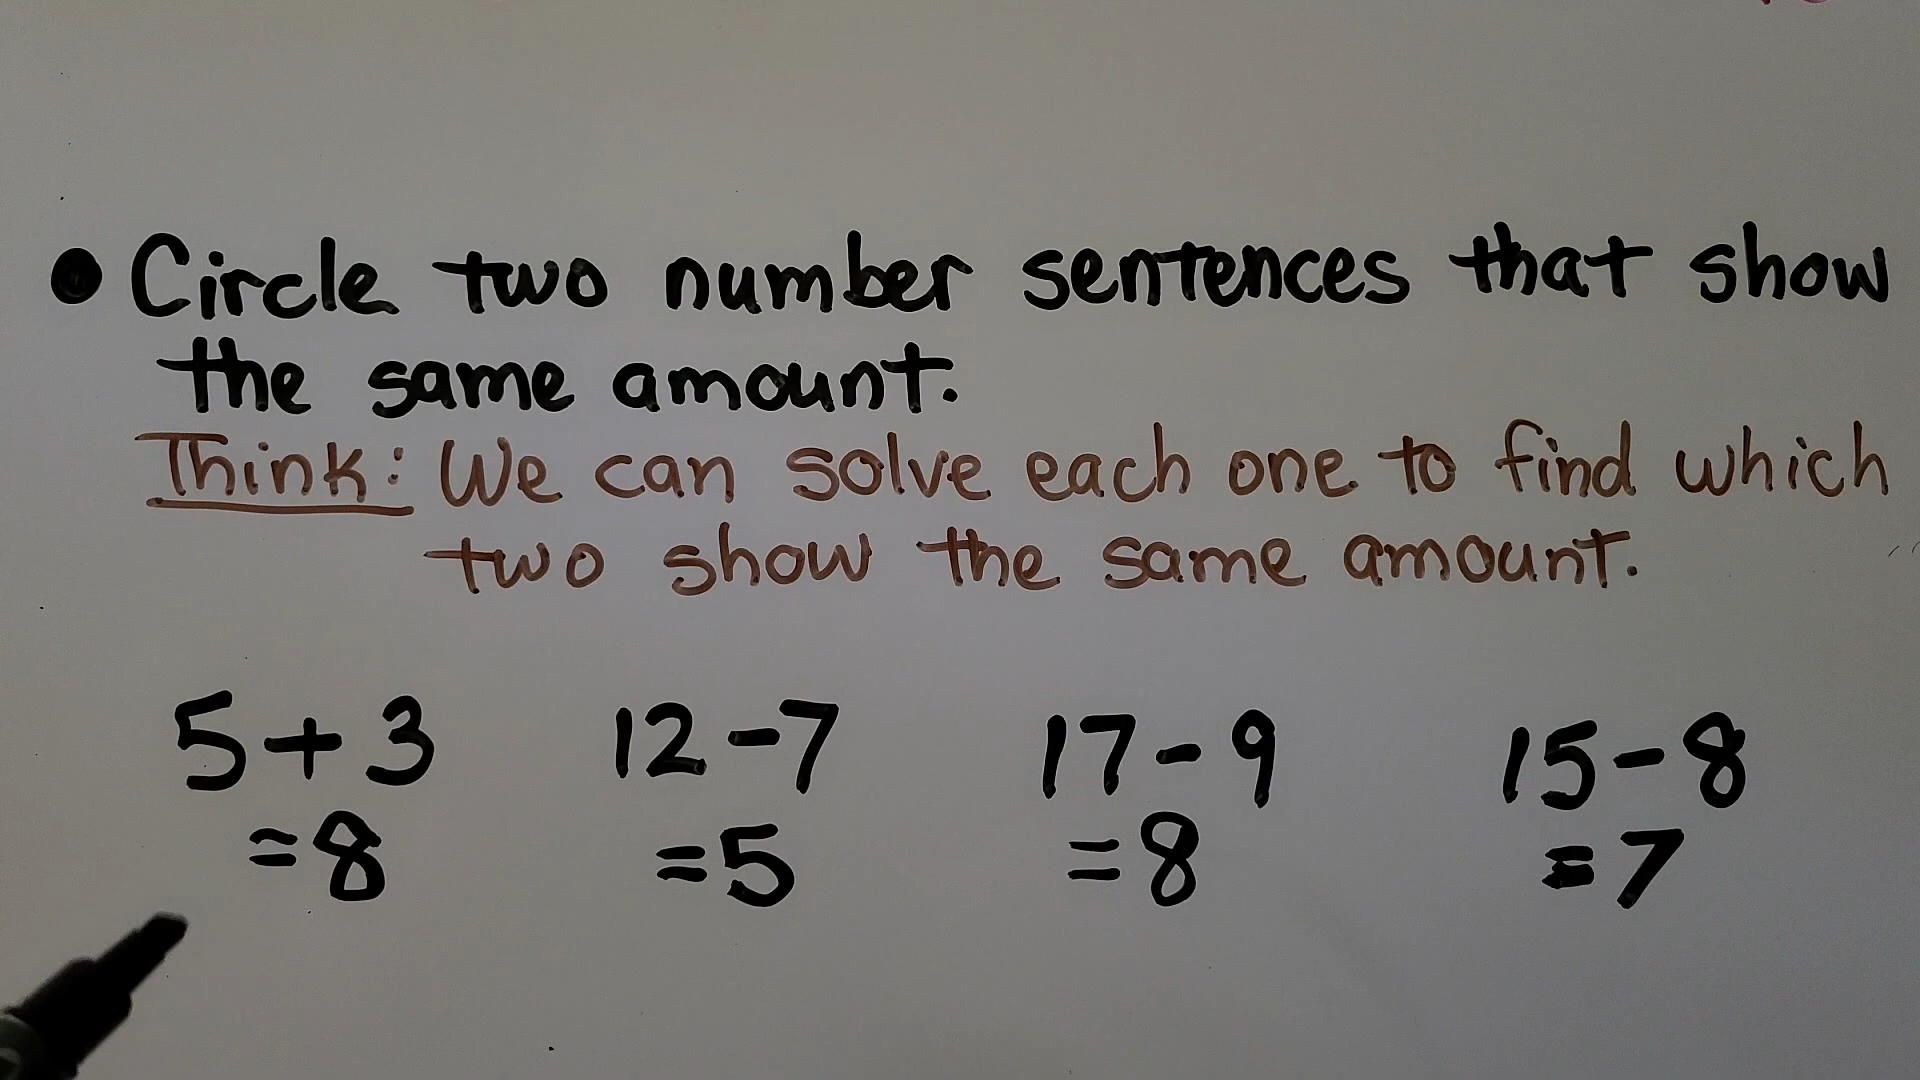 • Circle two number sentences that show
the same amount.
Think: We can solve each one to find which
two show the same amount.
5+3 12-7 17-9 15-8
=8 =5 =8 =7